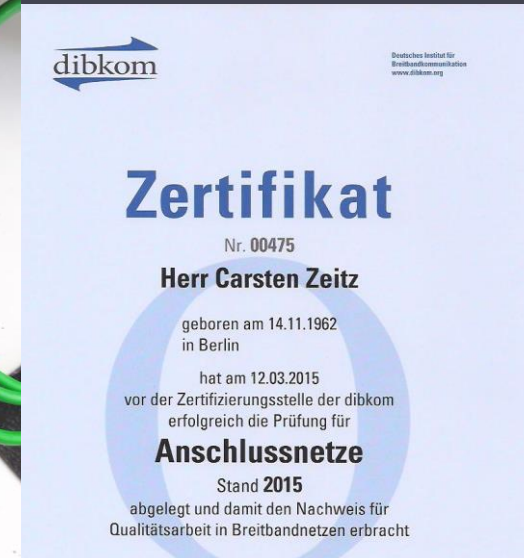 dibkom
Deutsches Institut für
Breitbandkommunikation
www.dibkom.org
Zertifikat
Nr. 00475
Herr Carsten Zeitz
geboren am 14.11.1962
in Berlin
hat am 12.03.2015
vor der Zertifizierungsstelle der dibkom
erfolgreich die Prüfung für
Anschlussnetze
Stand 2015
abgelegt und damit den Nachweis für
Qualitätsarbeit in Breitbandnetzen erbracht